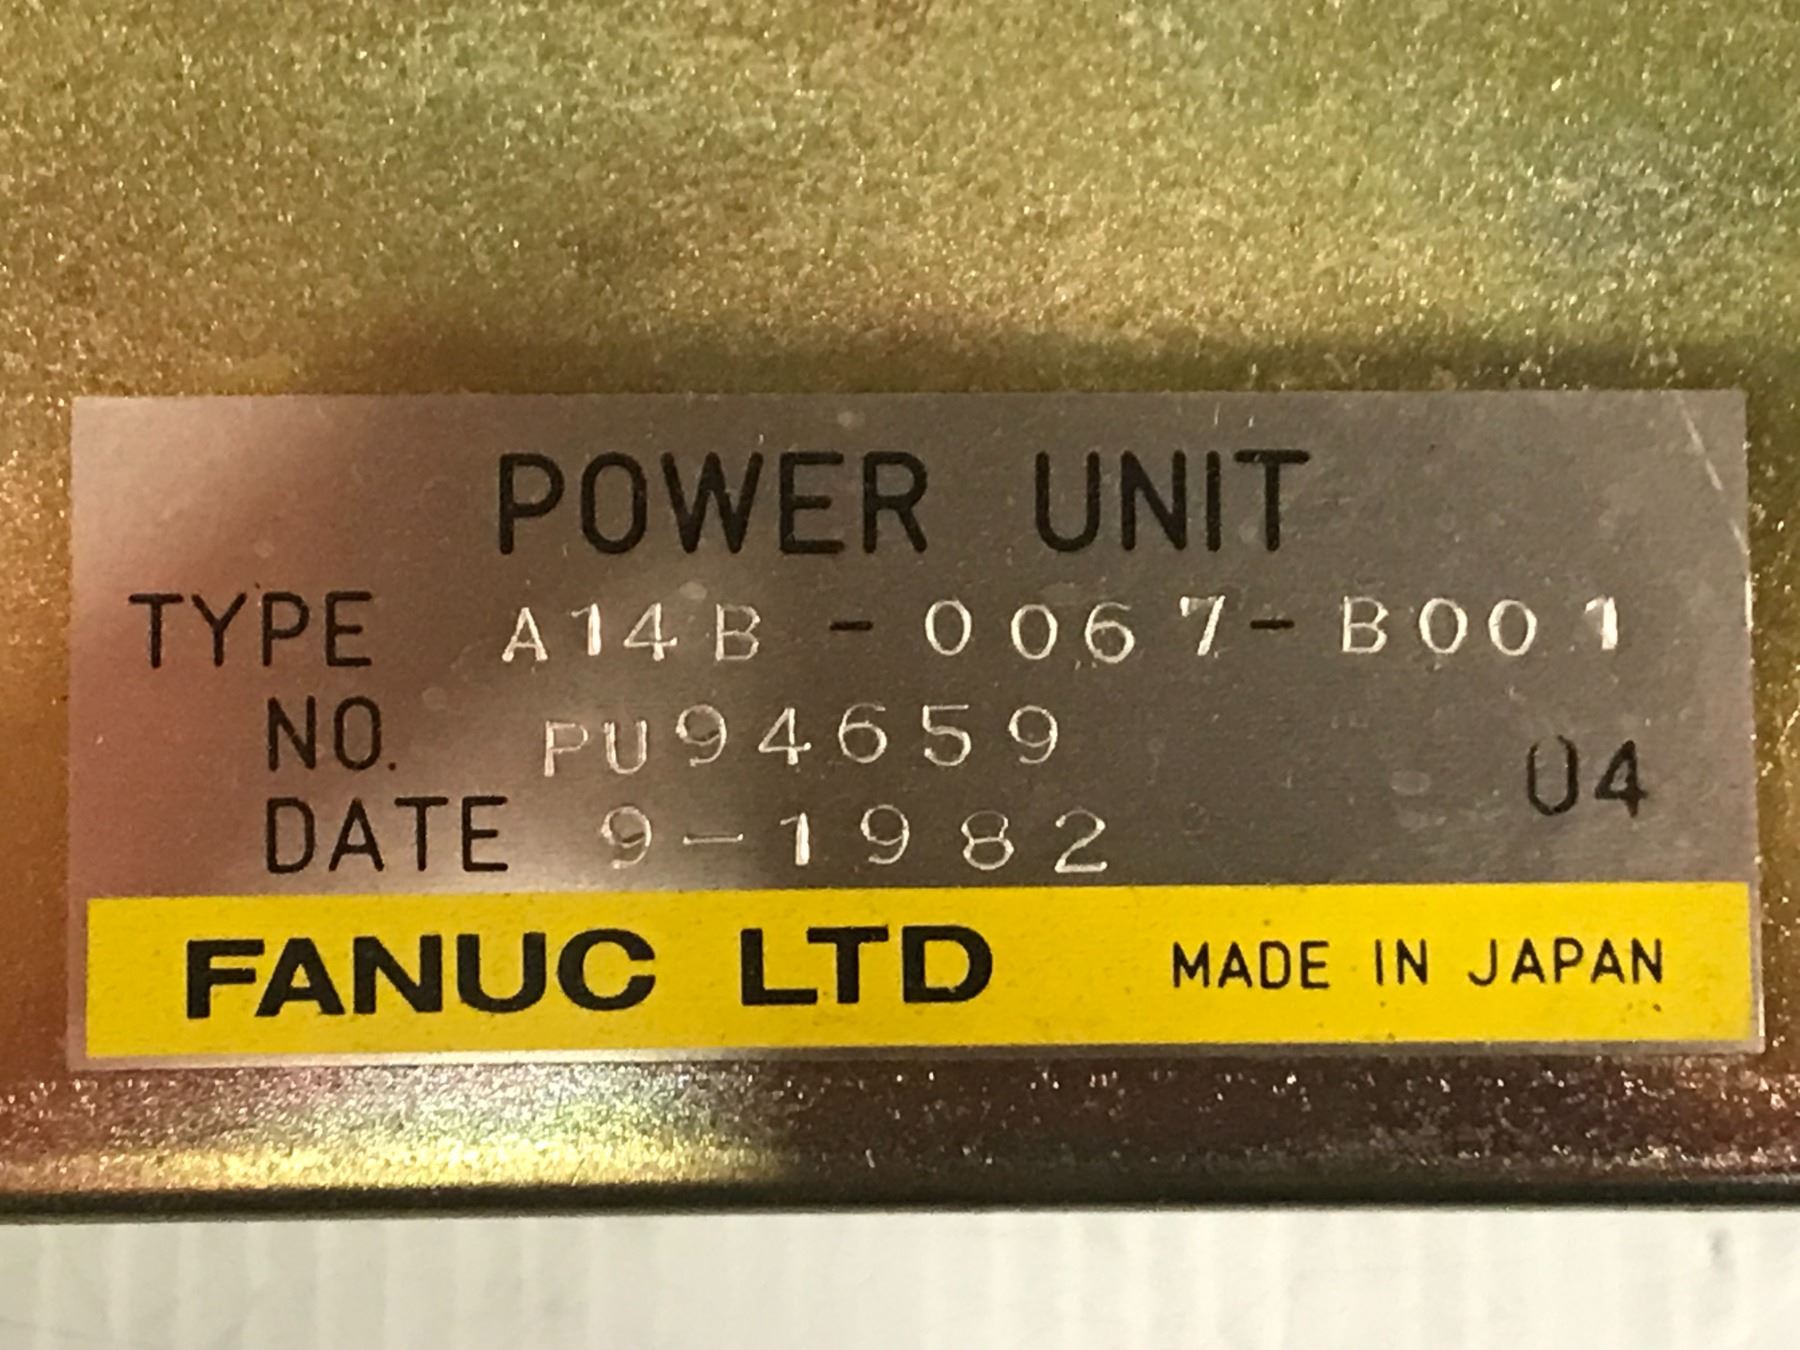 POWER UNIT
TYPE A14B-0067-B001
NO. PU94659
04
DATE 9-1982
FANUC LTD MADE IN JAPAN